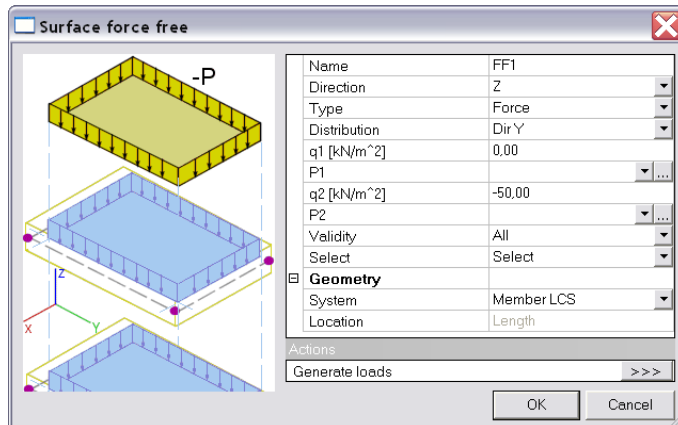 Surface force free
-P
Z
X
Y
Name FF1
Direction Z
Type Force
Distribution Dir Y
q1 [kN/m^2] 0,00
P1 ...
q2 [kN/m^2] -50,00
P2 ...
Validity All
Select Select
Geometry
System Member LCS
Location Length
Actions
Generate loads >>>
OK Cancel